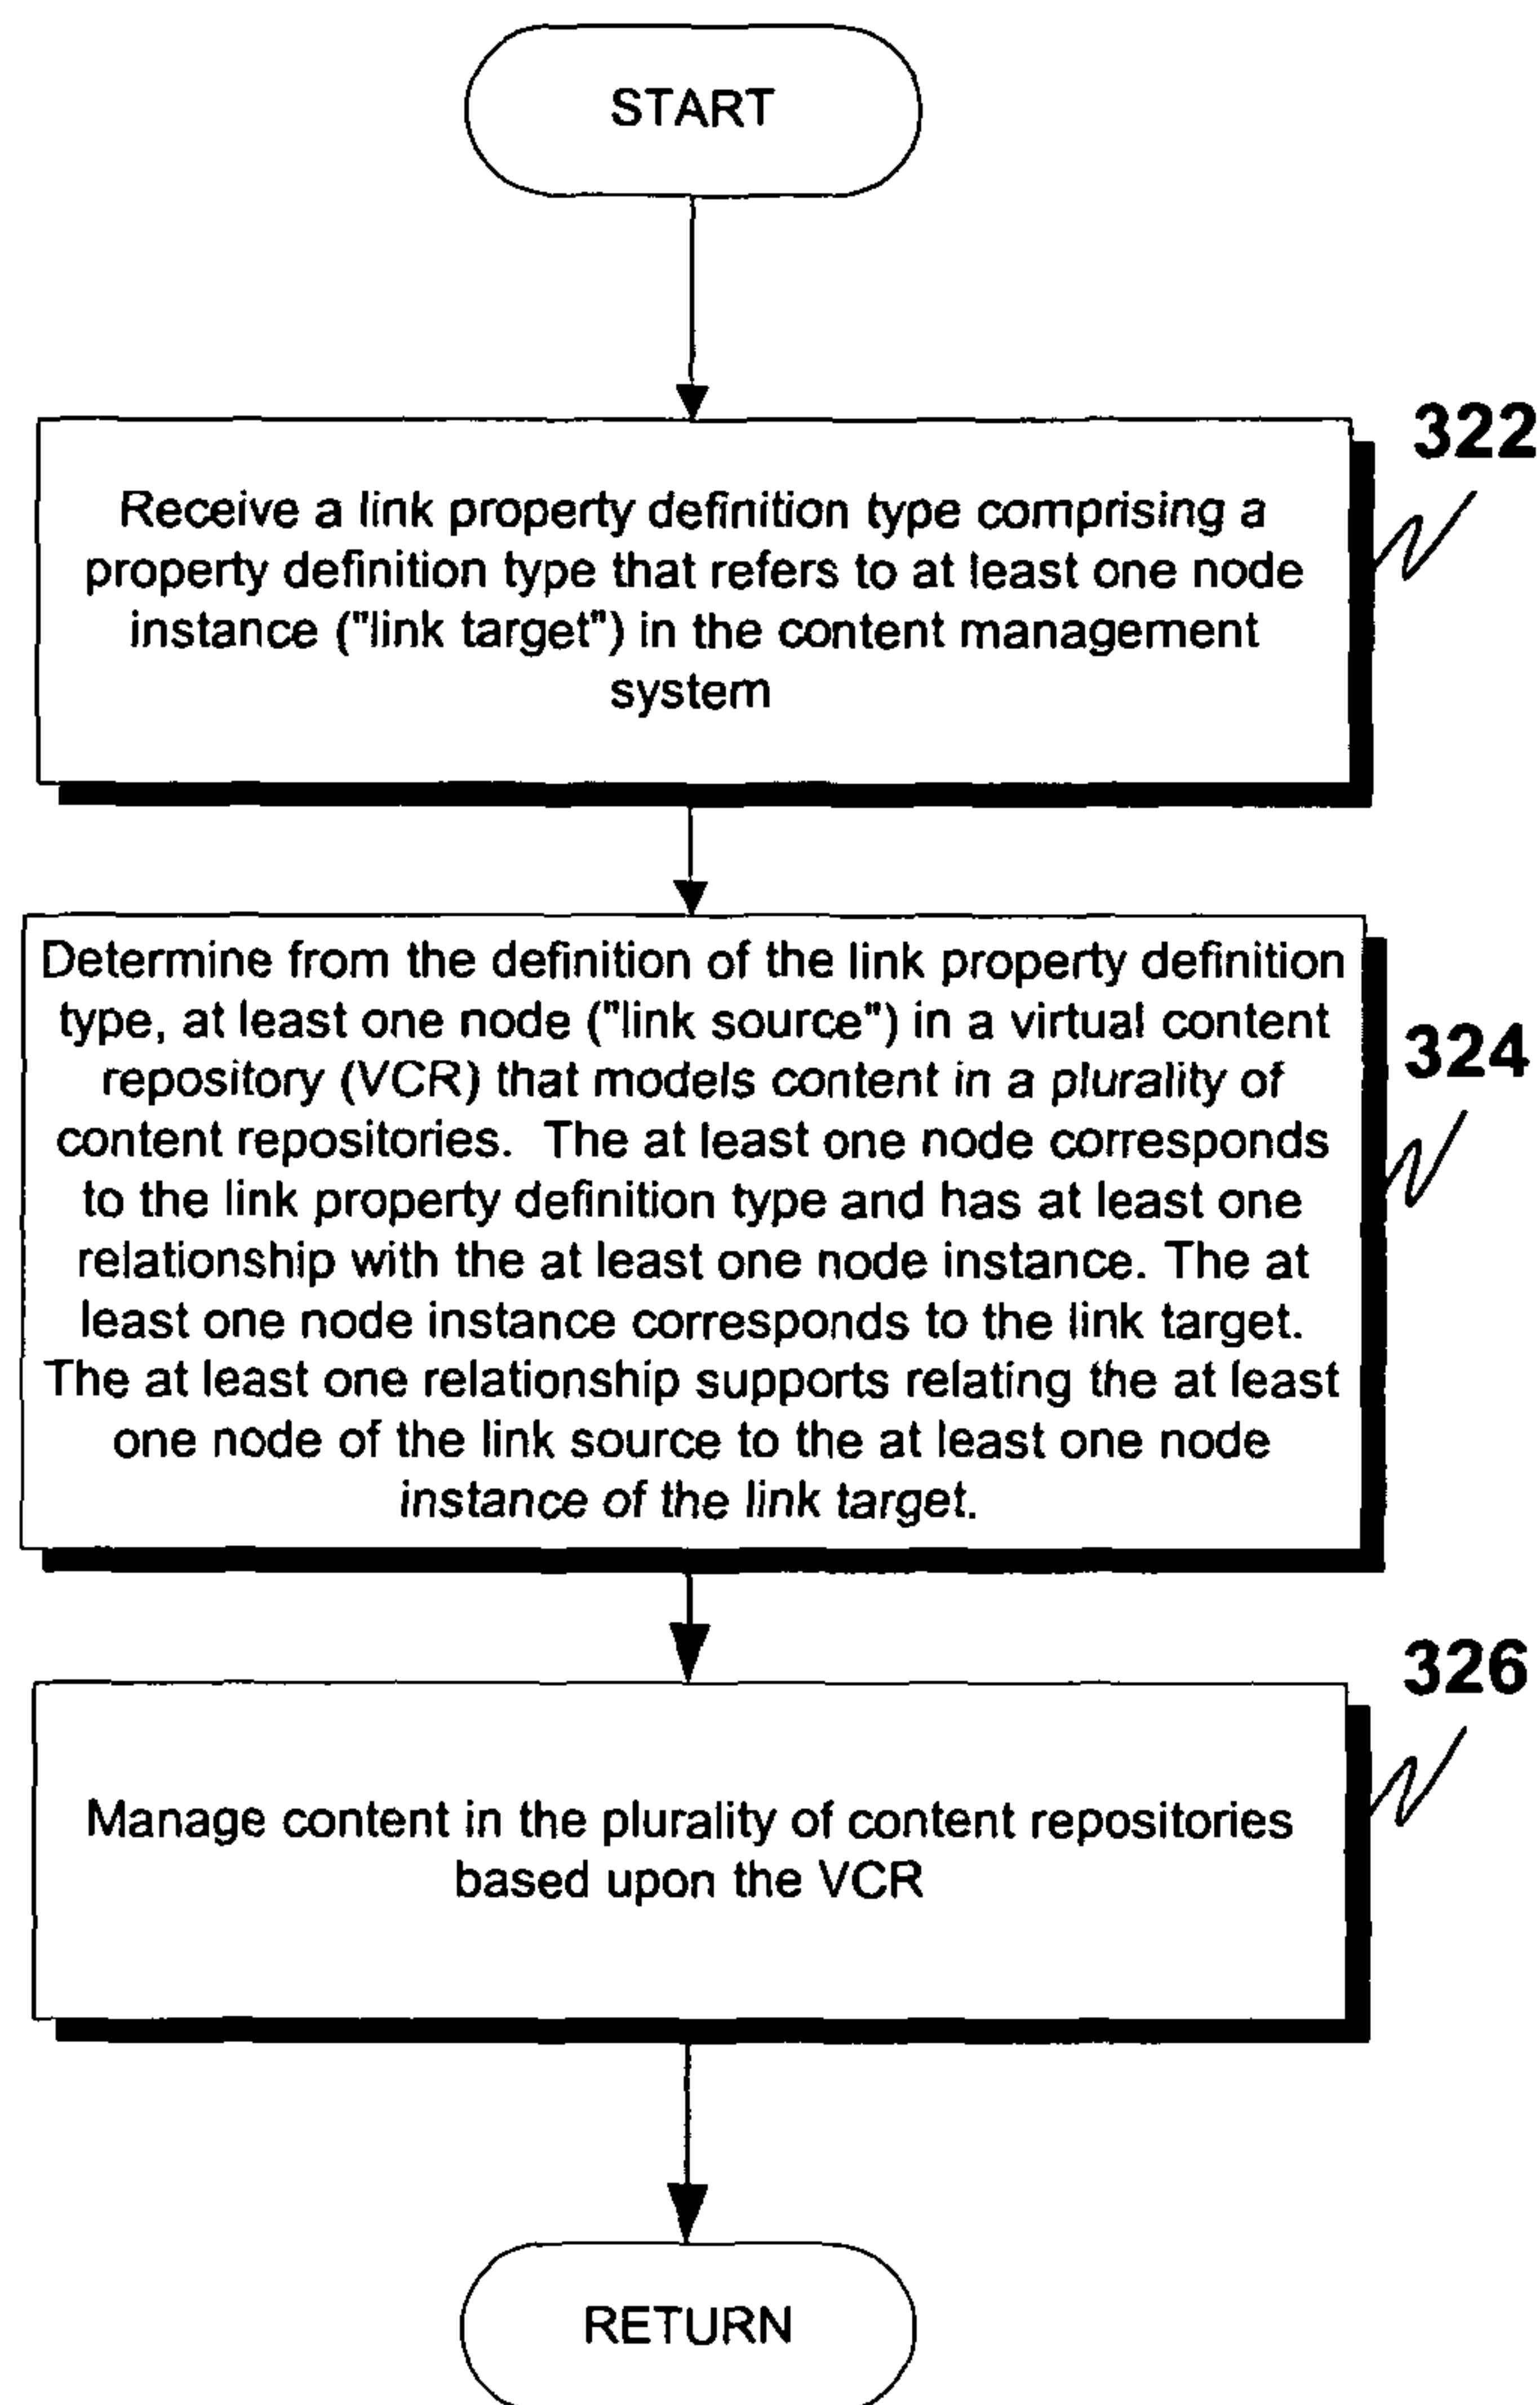 START
322
Receive a link property definition type comprising a
property definition type that refers to at least one node
instance ("link target") in the content management
system
Determine from the definition of the link property definition
type, at least one node ("link source") in a virtual content
repository (VCR) that models content in a plurality of
content repositories. The at least one node corresponds
to the link property definition type and has at least one
relationship with the at least one node instance. The at
least one node instance corresponds to the link target.
The at least one relationship supports relating the at least
one node of the link source to the at least one node
instance of the link target.
324
326
Manage content in the plurality of content repositories
based upon the VCR
RETURN